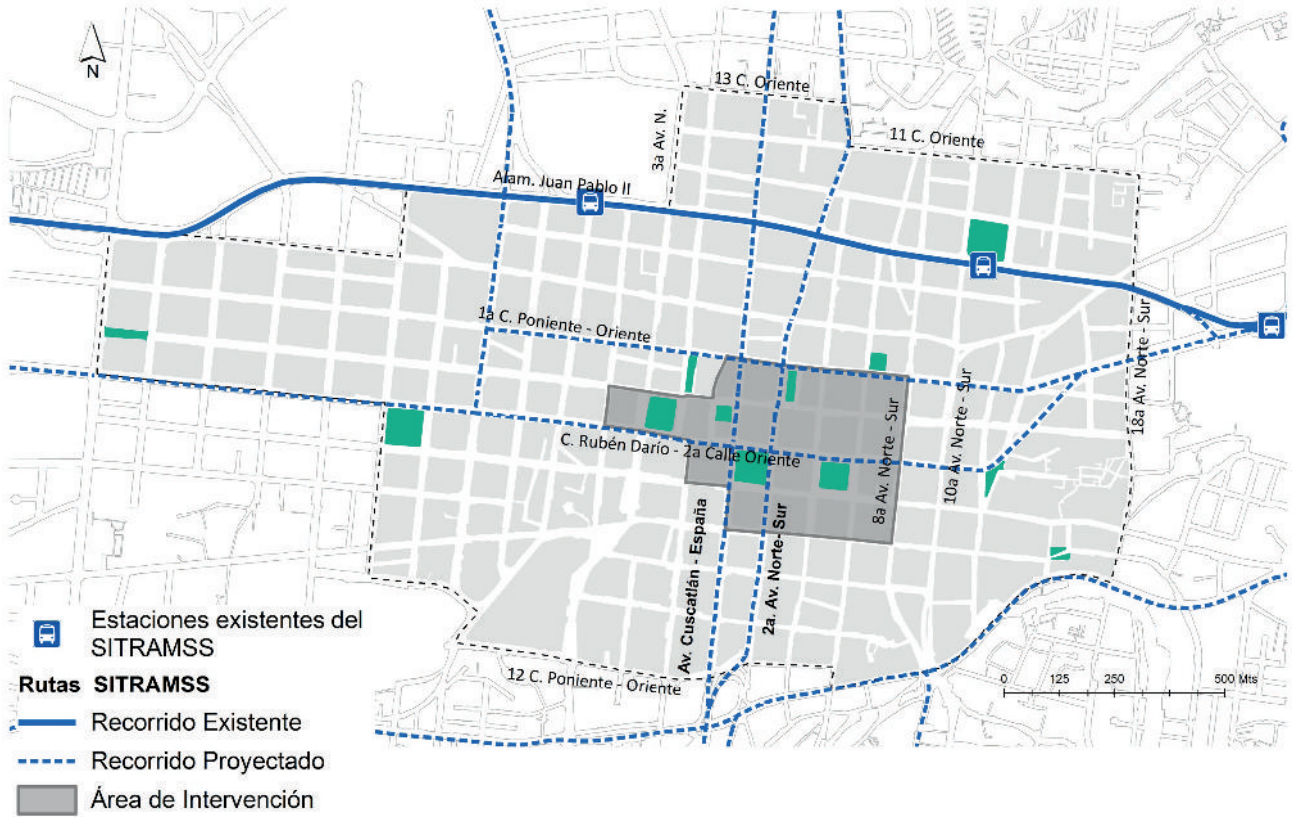 N
13 C. Oriente
3a Av. N.
11 C. Oriente
Alam. Juan Pablo II
1a C. Poniente - Oriente
18a Av. Norte - Sur
10a Av. Norte - Sur
8a Av. Norte - Sur
C. Rubén Darío - 2a Calle Oriente
Av. Cuscatlán - España
2a. Av. Norte- Sur
12 C. Poniente - Oriente
0 125 250 500 Mts
Estaciones existentes del
SITRAMSS
Rutas SITRAMSS
Recorrido Existente
Recorrido Proyectado
Área de Intervención